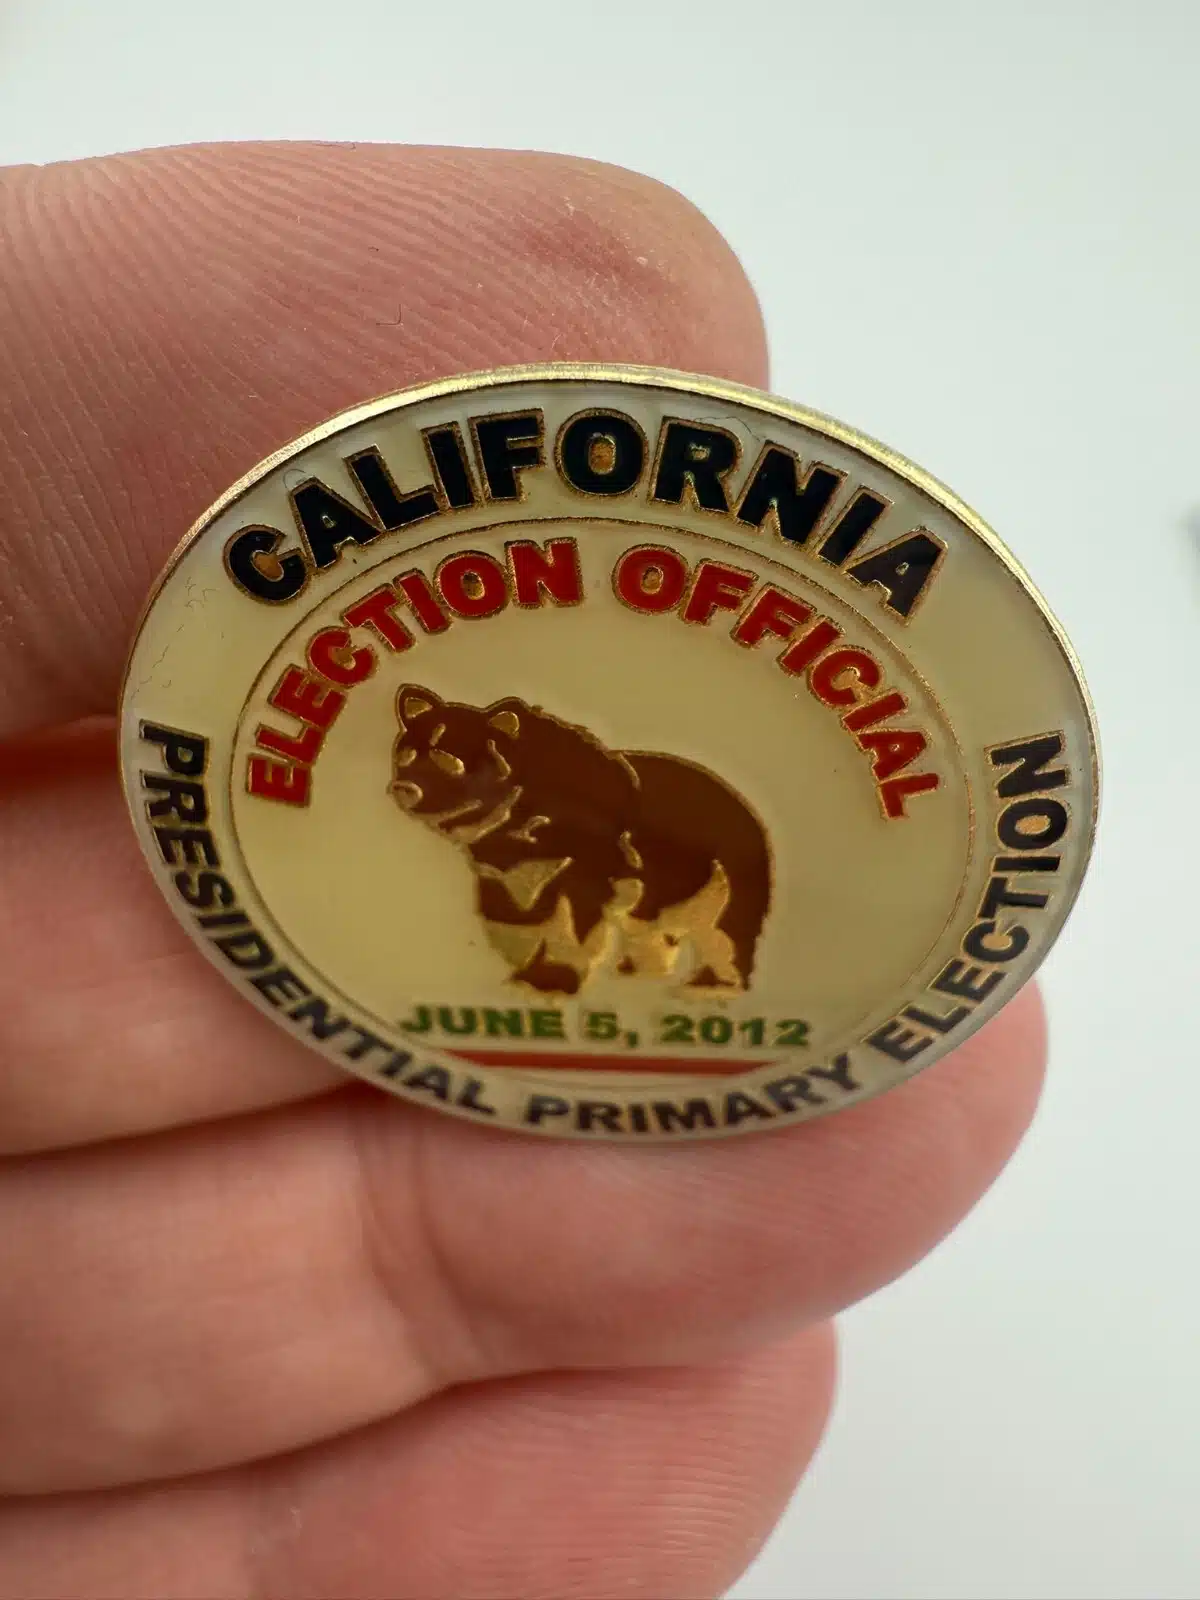 CALIFORNIA
ELECTION OFFICIAL
JUNE 5, 2012
PRESIDENTIAL PRIMARY ELECTION